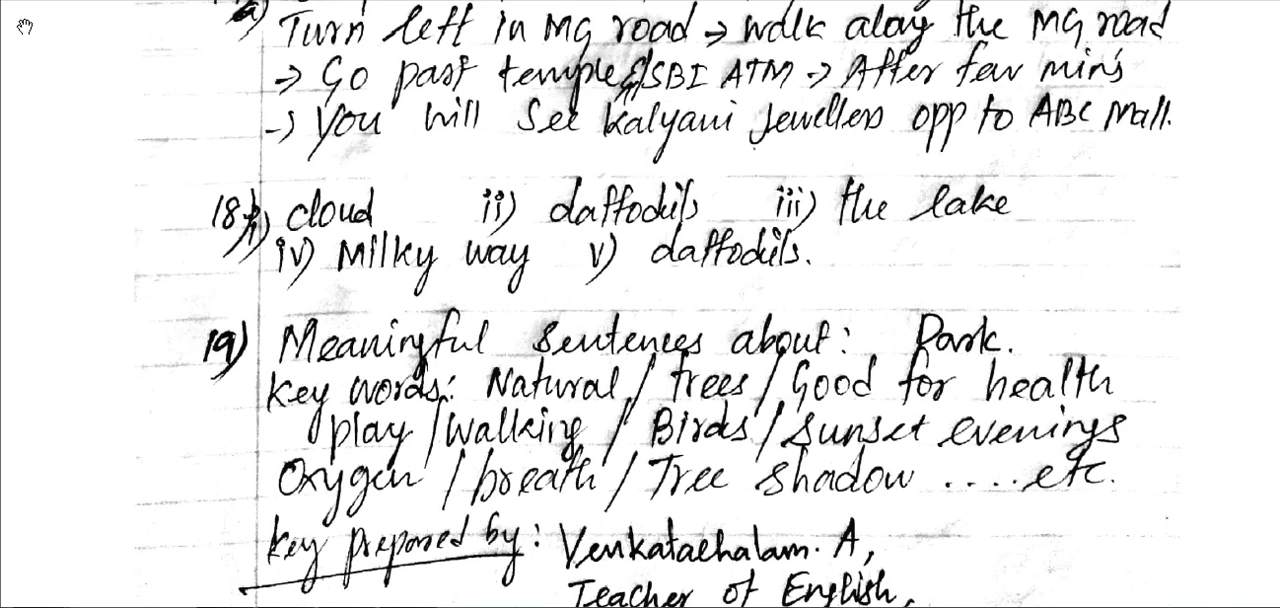 a) Turn left in MG road → walk along the MG road
→ Go past temple & SBI ATM → After few mins
→ You will see Kalyani Jewellers opp to ABC Mall.
18) i) cloud ii) daffodils iii) the lake
iv) Milky way v) daffodils.
19) Meaningful sentences about: Park.
Key words: Natural / trees / Good for health
play / walking / Birds / sunset evenings
Oxygen / breath / Tree shadow ....etc.
Key prepared by: Venkatachalam. A,
Teacher of English,